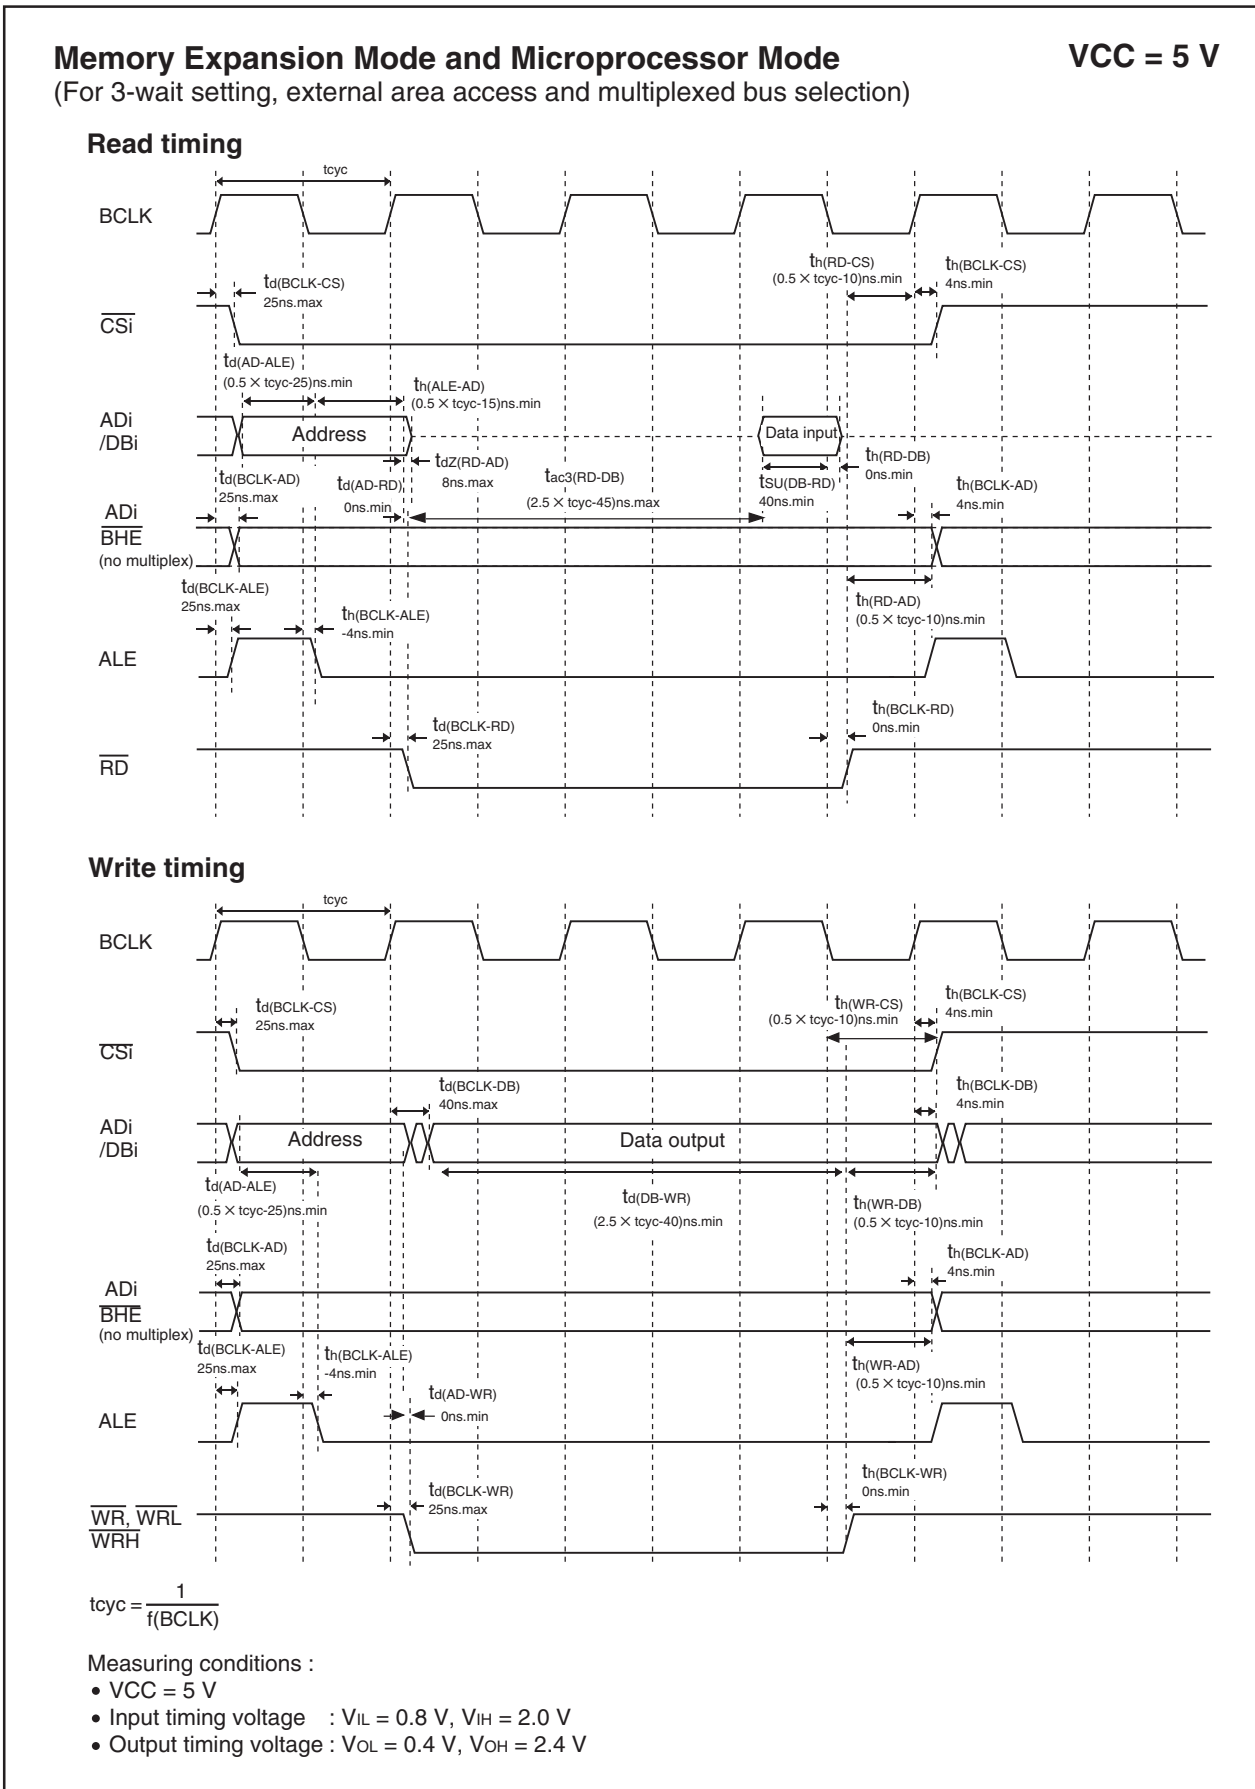 Memory Expansion Mode and Microprocessor Mode VCC = 5 V
(For 3-wait setting, external area access and multiplexed bus selection)
Read timing
tcyc
BCLK
th(RD-CS)
(0.5 × tcyc-10)ns.min
th(BCLK-CS)
4ns.min
td(BCLK-CS)
25ns.max
CSi
td(AD-ALE)
(0.5 × tcyc-25)ns.min
th(ALE-AD)
(0.5 × tcyc-15)ns.min
ADi
/DBi
Address
Data input
td(BCLK-AD)
25ns.max
td(AD-RD)
0ns.min
tdZ(RD-AD)
8ns.max
tac3(RD-DB)
(2.5 × tcyc-45)ns.max
tSU(DB-RD)
40ns.min
th(RD-DB)
0ns.min
th(BCLK-AD)
4ns.min
ADi
BHE
(no multiplex)
td(BCLK-ALE)
25ns.max
th(BCLK-ALE)
-4ns.min
th(RD-AD)
(0.5 × tcyc-10)ns.min
ALE
td(BCLK-RD)
25ns.max
th(BCLK-RD)
0ns.min
RD
Write timing
tcyc
BCLK
td(BCLK-CS)
25ns.max
th(WR-CS)
(0.5 × tcyc-10)ns.min
th(BCLK-CS)
4ns.min
CSi
td(BCLK-DB)
40ns.max
th(BCLK-DB)
4ns.min
ADi
/DBi
Address
Data output
td(AD-ALE)
(0.5 × tcyc-25)ns.min
td(DB-WR)
(2.5 × tcyc-40)ns.min
th(WR-DB)
(0.5 × tcyc-10)ns.min
td(BCLK-AD)
25ns.max
th(BCLK-AD)
4ns.min
ADi
BHE
(no multiplex)
td(BCLK-ALE)
25ns.max
th(BCLK-ALE)
-4ns.min
td(AD-WR)
0ns.min
th(WR-AD)
(0.5 × tcyc-10)ns.min
ALE
td(BCLK-WR)
25ns.max
th(BCLK-WR)
0ns.min
WR, WRL
WRH
tcyc = 1
f(BCLK)
Measuring conditions :
• VCC = 5 V
• Input timing voltage : VIL = 0.8 V, VIH = 2.0 V
• Output timing voltage : VOL = 0.4 V, VOH = 2.4 V